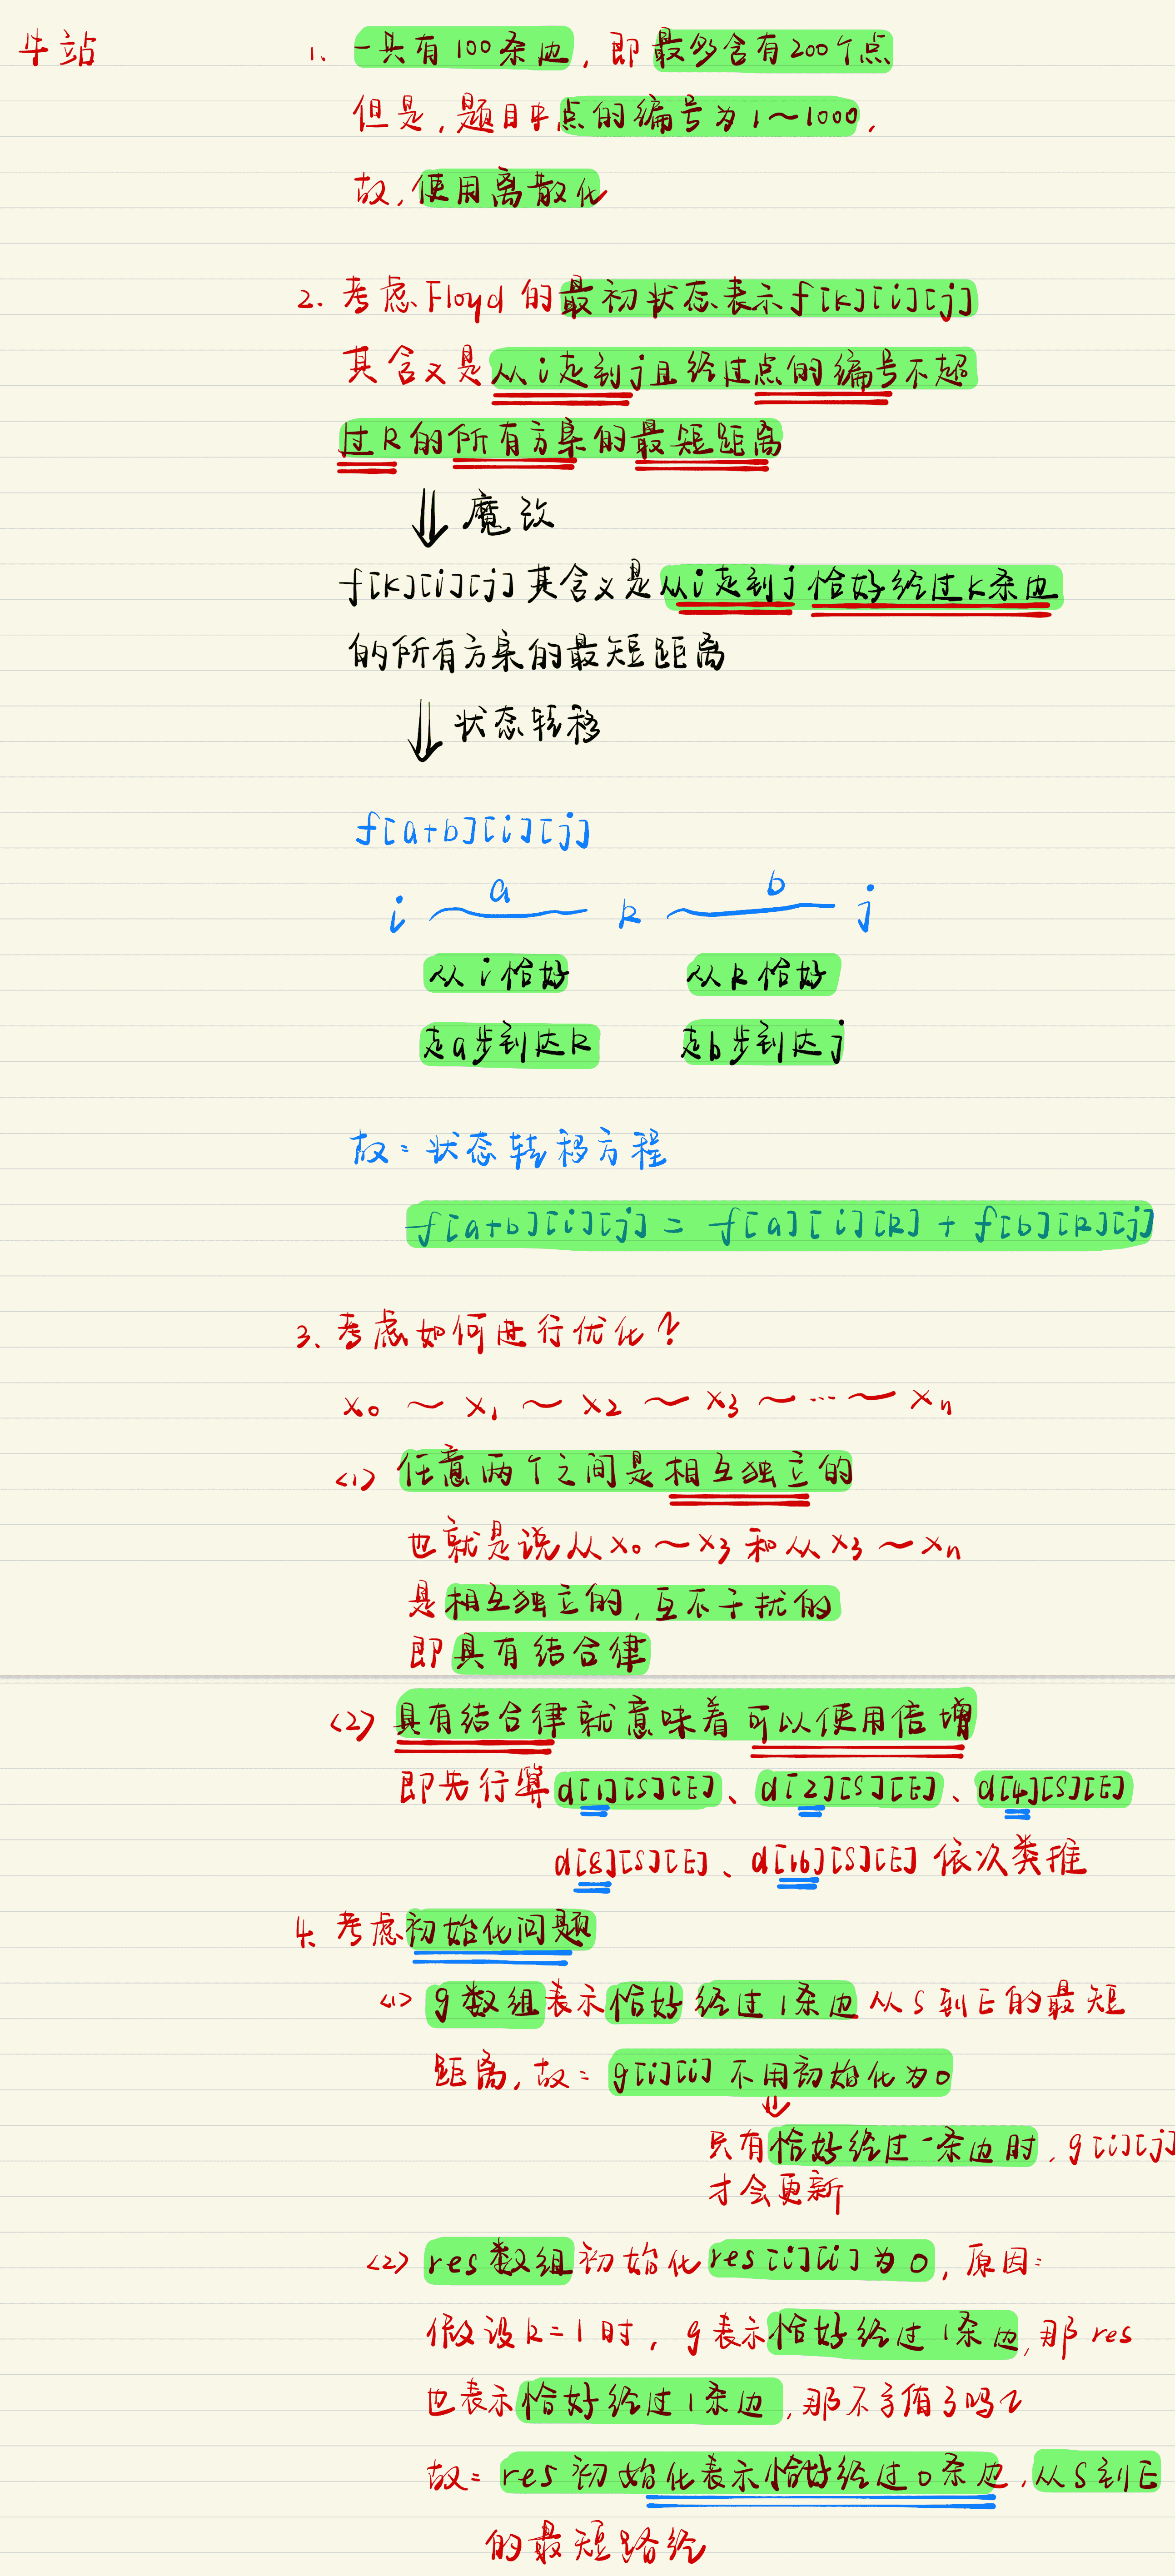 牛站
1、一共有100条边，即最多含有200个点
但是，题目中点的编号为1～1000，
故，使用离散化
2. 考虑Floyd的最初状态表示f[k][i][j]
其含义是从i走到j且经过点的编号不超
过k的所有方案的最短距离
⇓ 魔改
f[k][i][j]其含义是从i走到j恰好经过k条边
的所有方案的最短距离
⇓ 状态转移
f[a+b][i][j]
a b
i k j
从i恰好 从k恰好
走a步到达k 走b步到达j
故：状态转移方程
f[a+b][i][j] = f[a][i][k] + f[b][k][j]
3、考虑如何进行优化？
x₀ ～ x₁ ～ x₂ ～ x₃ ～ … ～ xₙ
<1> 任意两个之间是相互独立的
也就是说从x₀～x₃和从x₃～xₙ
是相互独立的，互不干扰的
即具有结合律
<2> 具有结合律就意味着可以使用倍增
即先行算d[1][S][E]、d[2][S][E]、d[4][S][E]
d[8][S][E]、d[16][S][E] 依次类推
4、考虑初始化问题
<1> g数组表示恰好经过1条边从S到E的最短
距离，故：g[i][i]不用初始化为0
⇓
只有恰好经过一条边时，g[i][j]
才会更新
<2> res数组初始化res[i][i]为0，原因：
假设k=1时，g表示恰好经过1条边，那res
也表示恰好经过1条边，那不矛盾了吗？
故：res初始化表示恰好经过0条边，从S到E
的最短路径